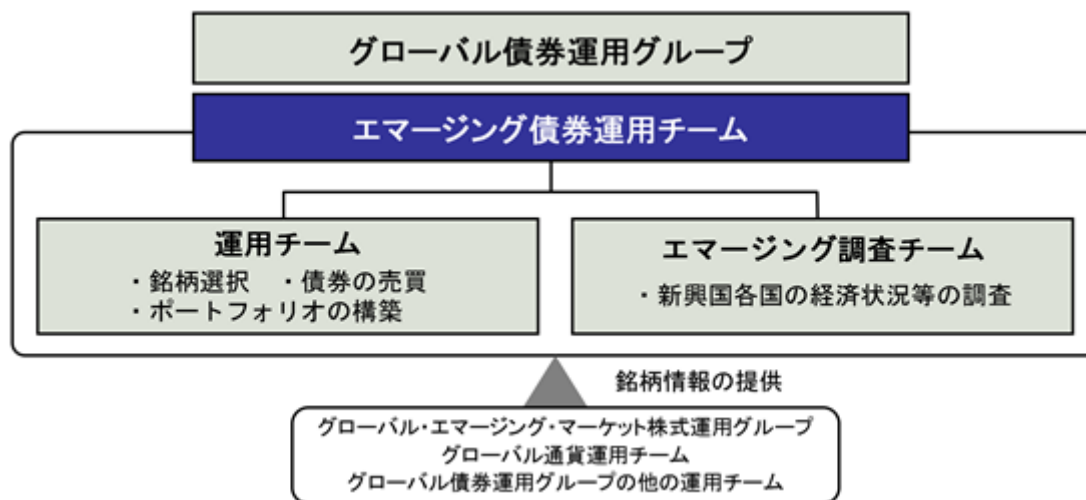 グローバル債券運用グループ
エマージング債券運用チーム
運用チーム
・銘柄選択　・債券の売買
・ポートフォリオの構築
エマージング調査チーム
・新興国各国の経済状況等の調査
銘柄情報の提供
グローバル・エマージング・マーケット株式運用グループ
グローバル通貨運用チーム
グローバル債券運用グループの他の運用チーム